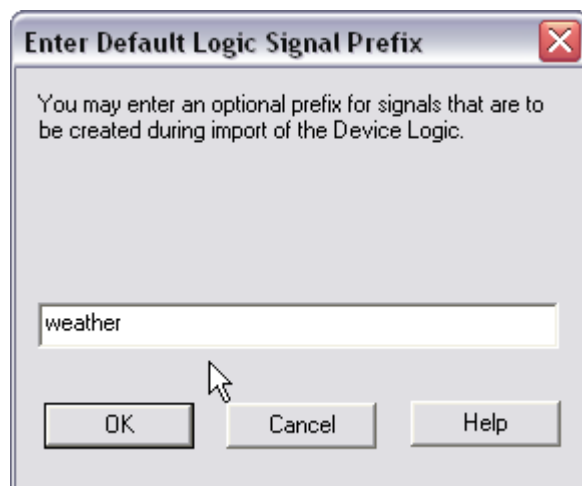 Enter Default Logic Signal Prefix
You may enter an optional prefix for signals that are to
be created during import of the Device Logic.
weather
OK Cancel Help